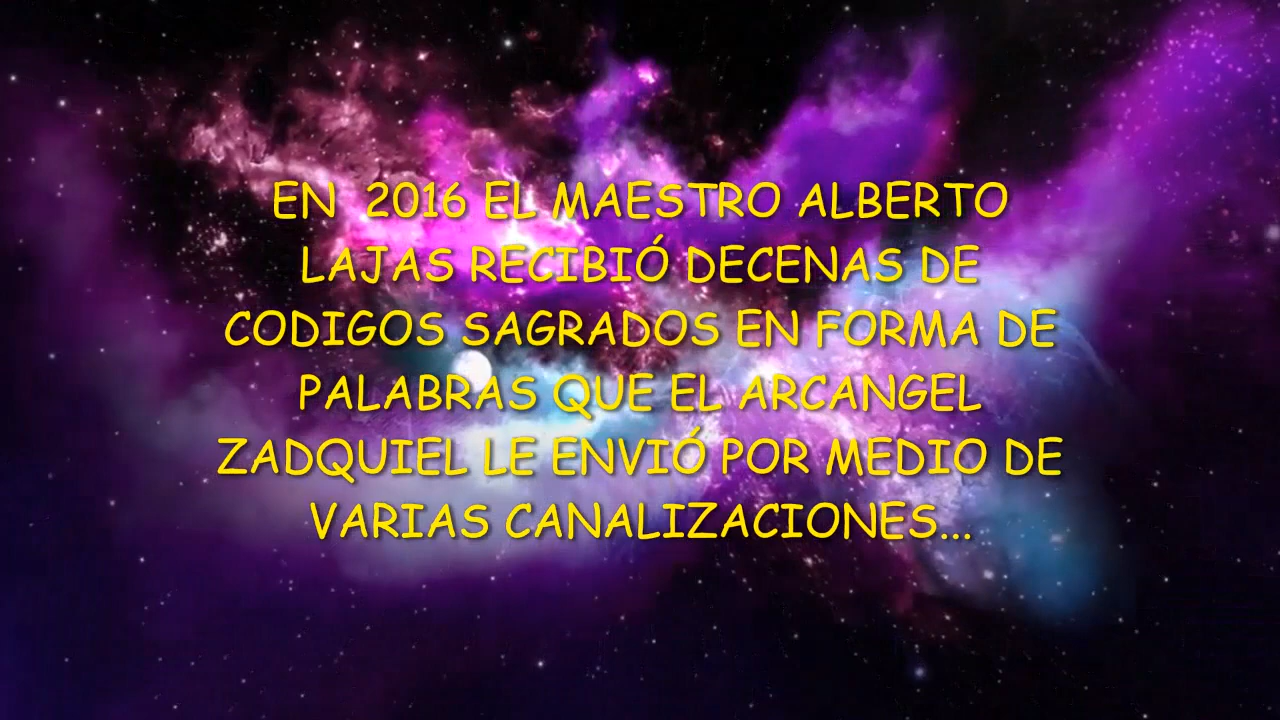 EN 2016 EL MAESTRO ALBERTO
LAJAS RECIBIÓ DECENAS DE
CODIGOS SAGRADOS EN FORMA DE
PALABRAS QUE EL ARCANGEL
ZADQUIEL LE ENVIÓ POR MEDIO DE
VARIAS CANALIZACIONES...